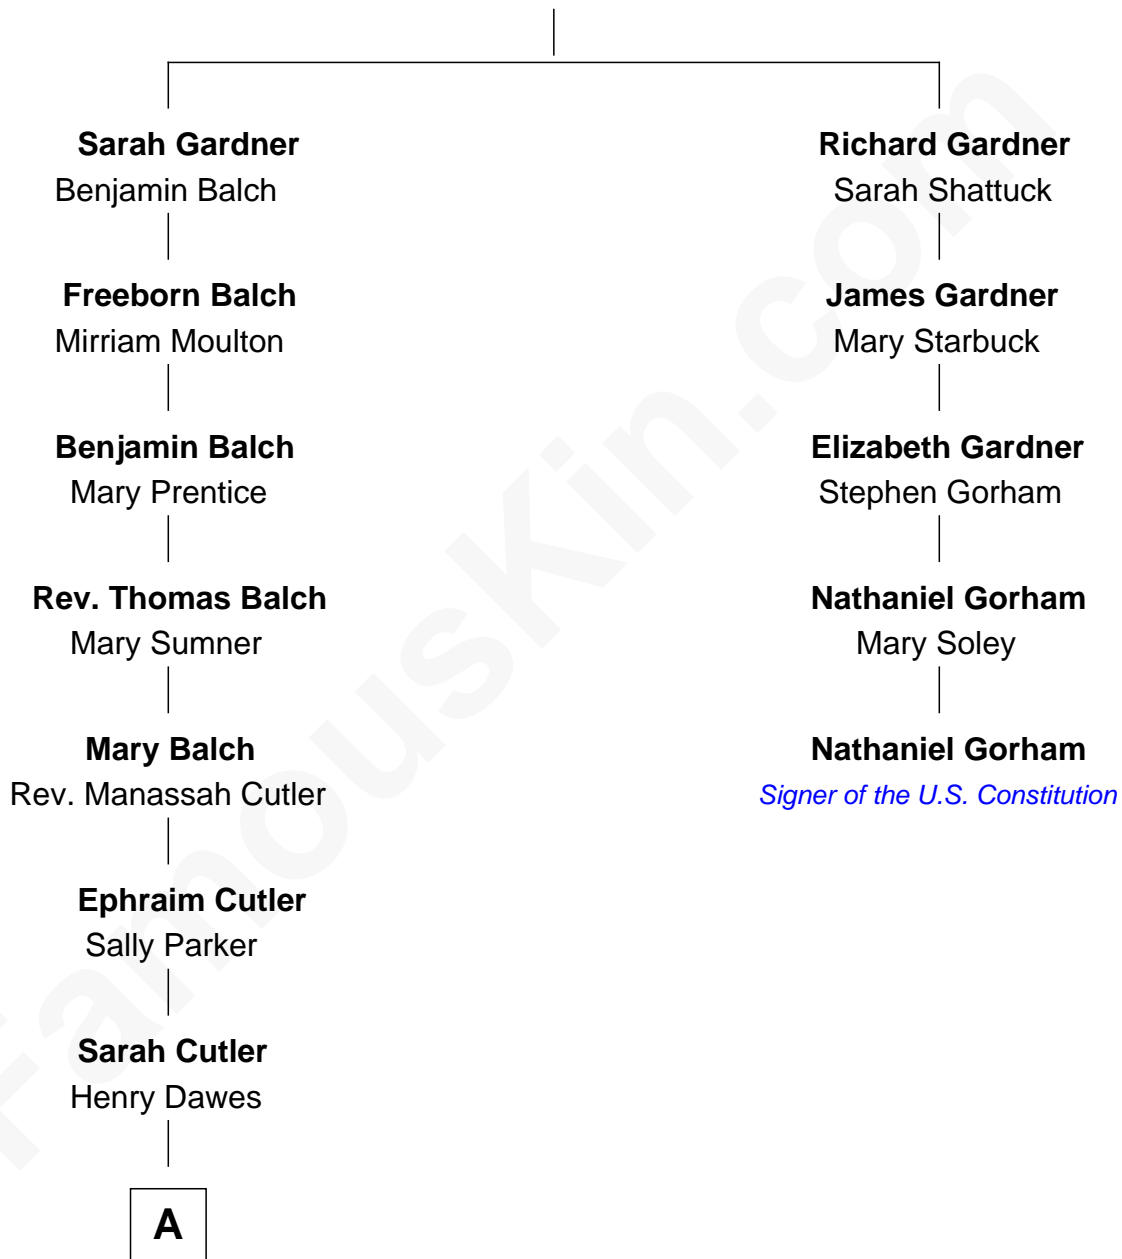 Sarah Gardner
Benjamin Balch
Freeborn Balch
Mirriam Moulton
Benjamin Balch
Mary Prentice
Rev. Thomas Balch
Mary Sumner
Mary Balch
Rev. Manassah Cutler
Ephraim Cutler
Sally Parker
Sarah Cutler
Henry Dawes
A
Richard Gardner
Sarah Shattuck
James Gardner
Mary Starbuck
Elizabeth Gardner
Stephen Gorham
Nathaniel Gorham
Mary Soley
Nathaniel Gorham
Signer of the U.S. Constitution
FamousKin.com